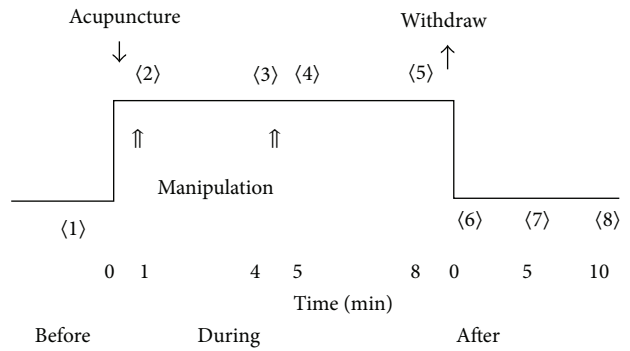 Acupuncture Withdraw
⟨2⟩ ⟨3⟩ ⟨4⟩ ⟨5⟩
Manipulation
⟨1⟩ ⟨6⟩ ⟨7⟩ ⟨8⟩
0 1 4 5 8 0 5 10
Time (min)
Before During After